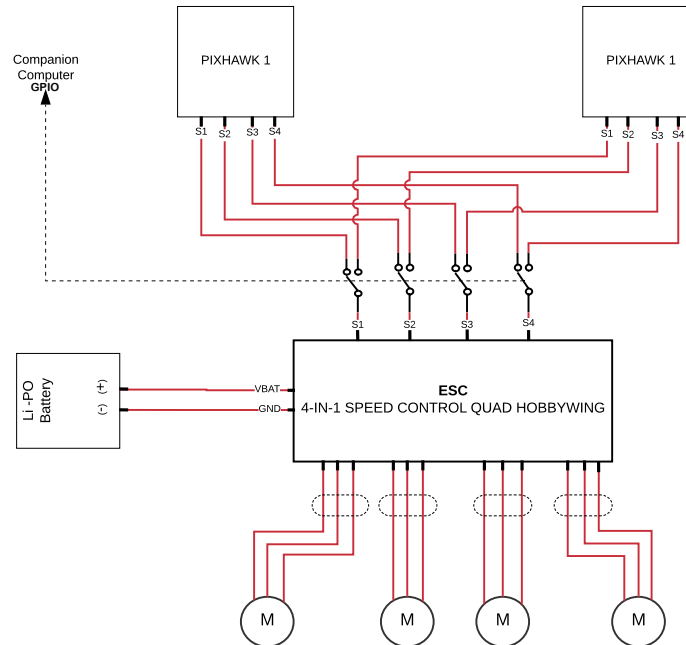 PIXHAWK 1
PIXHAWK 1
Companion
Computer
GPIO
S1
S2
S3
S4
S1
S2
S3
S4
S1
S2
S3
S4
Li -PO
Battery
(+)
(-)
VBAT
GND
ESC
4-IN-1 SPEED CONTROL QUAD HOBBYWING
M
M
M
M